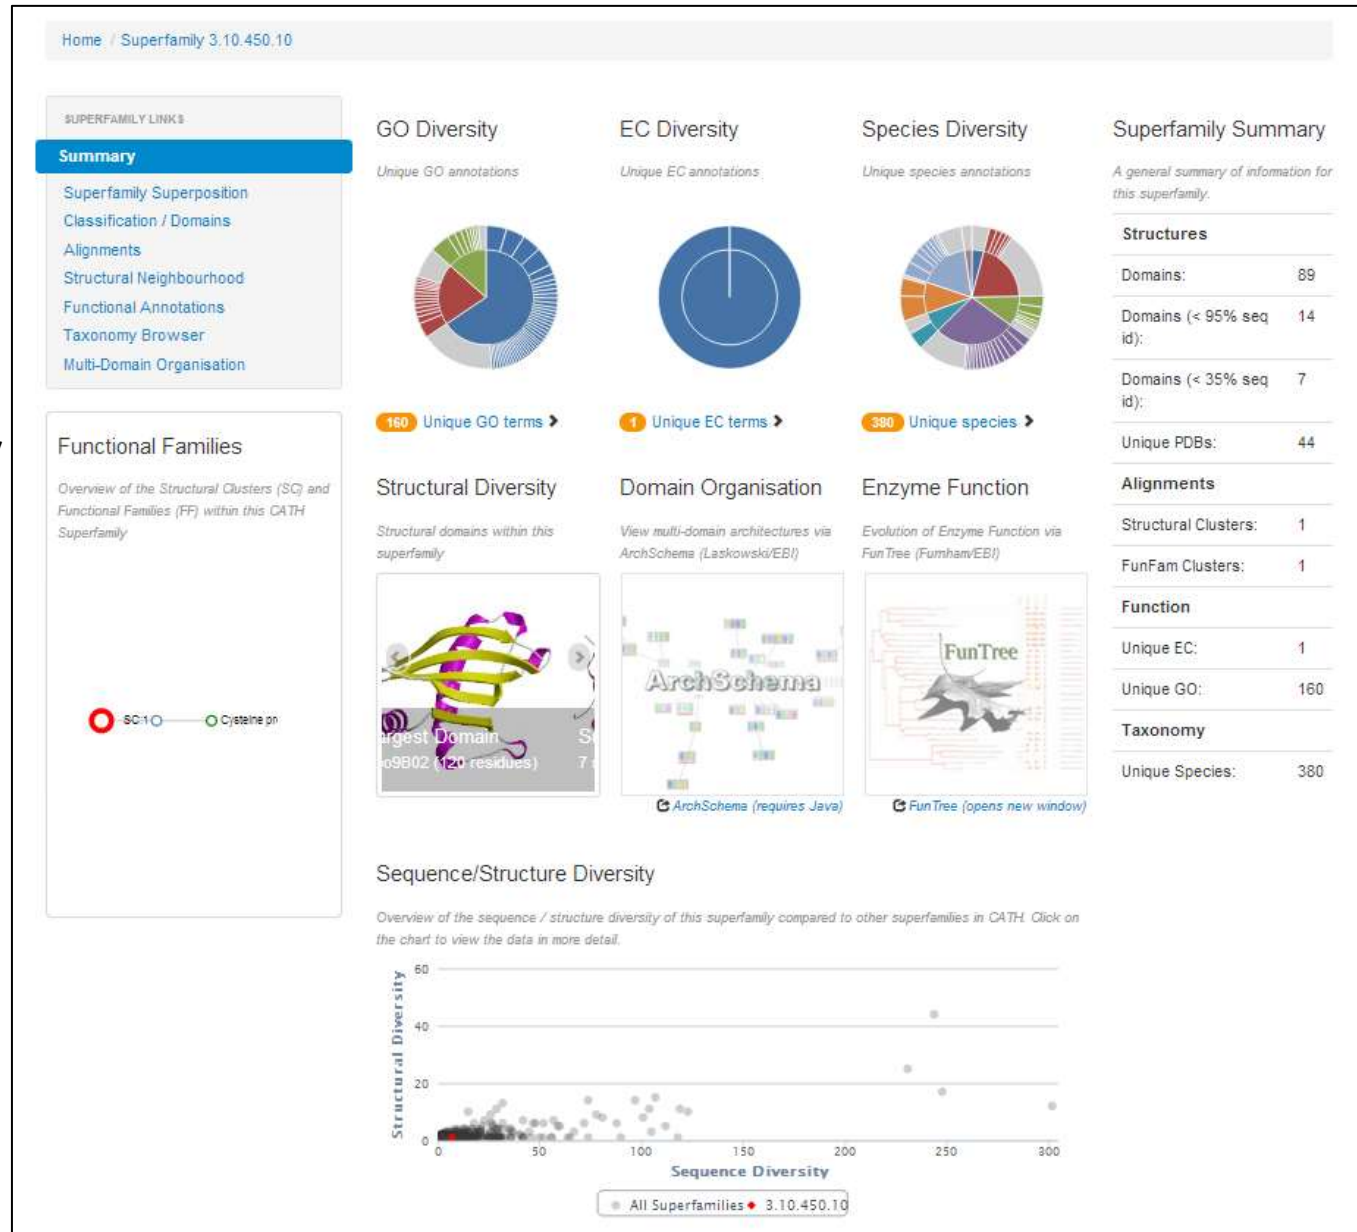 Home / Superfamily 3.10.450.10
SUPERFAMILY LINKS
Summary
Superfamily Superposition
Classification / Domains
Alignments
Structural Neighbourhood
Functional Annotations
Taxonomy Browser
Multi-Domain Organisation
Functional Families
Overview of the Structural Clusters (SC) and
Functional Families (FF) within this CATH
Superfamily
SC:1
Cysteine pr
GO Diversity
Unique GO annotations
160 Unique GO terms
EC Diversity
Unique EC annotations
1 Unique EC terms
Species Diversity
Unique species annotations
380 Unique species
Structural Diversity
Structural domains within this
superfamily
argest Domain
o9B02 (120 residues)
S
7
Domain Organisation
View multi-domain architectures via
ArchSchema (Laskowski/EBI)
ArchSchema
ArchSchema (requires Java)
Enzyme Function
Evolution of Enzyme Function via
FunTree (Furnham/EBI)
FunTree
FunTree (opens new window)
Superfamily Summary
A general summary of information for
this superfamily.
Structures
Domains: 89
Domains (< 95% seq 14
id):
Domains (< 35% seq 7
id):
Unique PDBs: 44
Alignments
Structural Clusters: 1
FunFam Clusters: 1
Function
Unique EC: 1
Unique GO: 160
Taxonomy
Unique Species: 380
Sequence/Structure Diversity
Overview of the sequence / structure diversity of this superfamily compared to other superfamilies in CATH. Click on
the chart to view the data in more detail.
Structural Diversity
60
40
20
0
0 50 100 150 200 250 300
Sequence Diversity
All Superfamilies 3.10.450.10